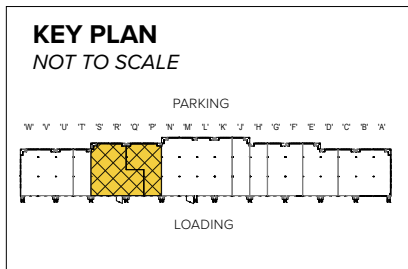 KEY PLAN
NOT TO SCALE
PARKING
'W' 'V' 'U' 'T' 'S' 'R' 'Q' 'P' 'N' 'M' 'L' 'K' 'J' 'H' 'G' 'F' 'E' 'D' 'C' 'B' 'A'
LOADING